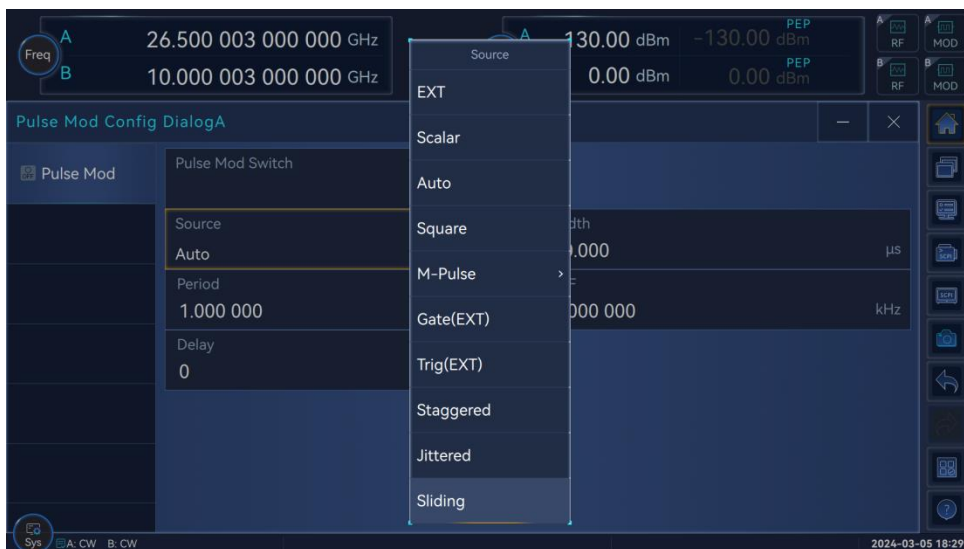 Freq
A
26.500 003 000 000 GHz
B
10.000 003 000 000 GHz
A
130.00 dBm
PEP
-130.00 dBm
0.00 dBm
PEP
0.00 dBm
A
RF
A
MOD
B
RF
B
MOD
Pulse Mod Config DialogA
Pulse Mod
Pulse Mod Switch
Source
Auto
dth
.000
µs
Period
1.000 000
000 000
kHz
Delay
0
Source
EXT
Scalar
Auto
Square
M-Pulse
Gate(EXT)
Trig(EXT)
Staggered
Jittered
Sliding
SCPI
SCPI
Sys
A: CW B: CW
2024-03-05 18:29